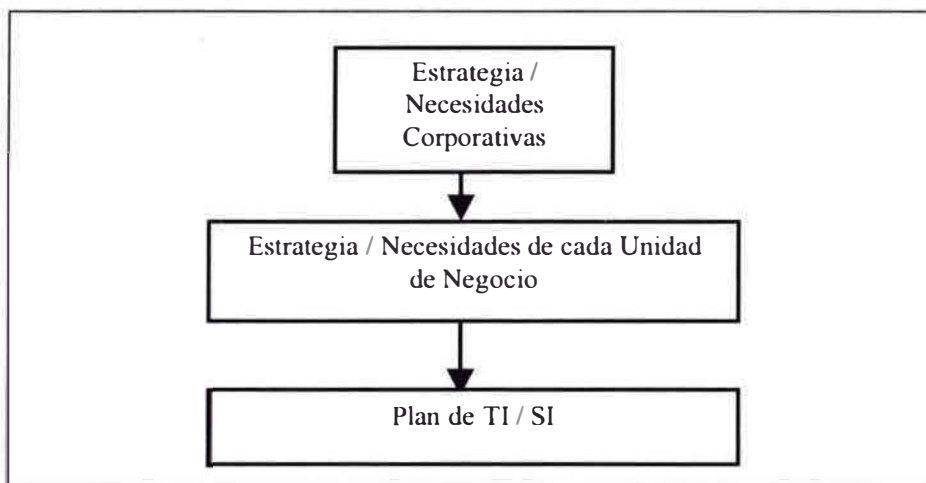 Estrategia /
Necesidades
Corporativas
Estrategia / Necesidades de cada Unidad
de Negocio
Plan de TI / SI